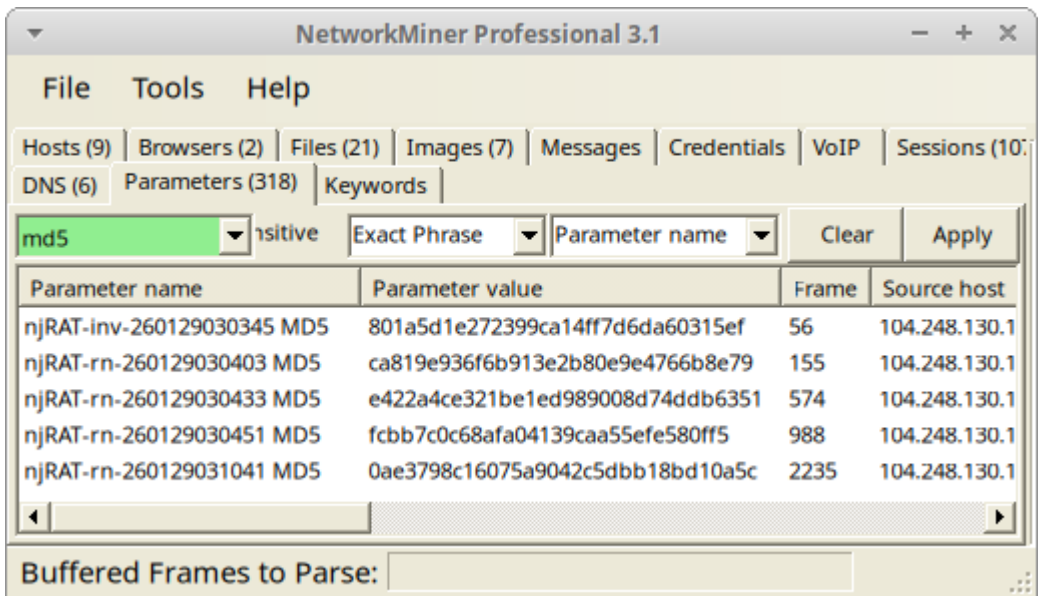 NetworkMiner Professional 3.1
File Tools Help
Hosts (9) Browsers (2) Files (21) Images (7) Messages Credentials VoIP Sessions (107
DNS (6) Parameters (318) Keywords
md5 nsitive Exact Phrase Parameter name Clear Apply
Parameter name Parameter value Frame Source host
njRAT-inv-260129030345 MD5 801a5d1e272399ca14ff7d6da60315ef 56 104.248.130.1
njRAT-rn-260129030403 MD5 ca819e936f6b913e2b80e9e4766b8e79 155 104.248.130.1
njRAT-rn-260129030433 MD5 e422a4ce321be1ed989008d74ddb6351 574 104.248.130.1
njRAT-rn-260129030451 MD5 fcbb7c0c68afa04139caa55efe580ff5 988 104.248.130.1
njRAT-rn-260129031041 MD5 0ae3798c16075a9042c5dbb18bd10a5c 2235 104.248.130.1
Buffered Frames to Parse: